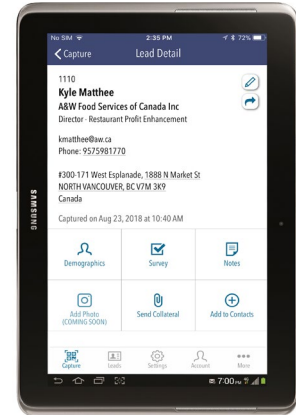 No SIM 2:35 PM 72%
Capture Lead Detail
1110
Kyle Matthee
A&W Food Services of Canada Inc
Director - Restaurant Profit Enhancement
kmatthee@aw.ca
Phone: 9575981770
#300-171 West Esplanade, 1888 N Market St
NORTH VANCOUVER, BC V7M 3K9
Canada
Captured on Aug 23, 2018 at 10:40 AM
Demographics Survey Notes
Add Photo
(COMING SOON) Send Collateral Add to Contacts
Capture Leads Settings Account More
7:00 PM
SAMSUNG